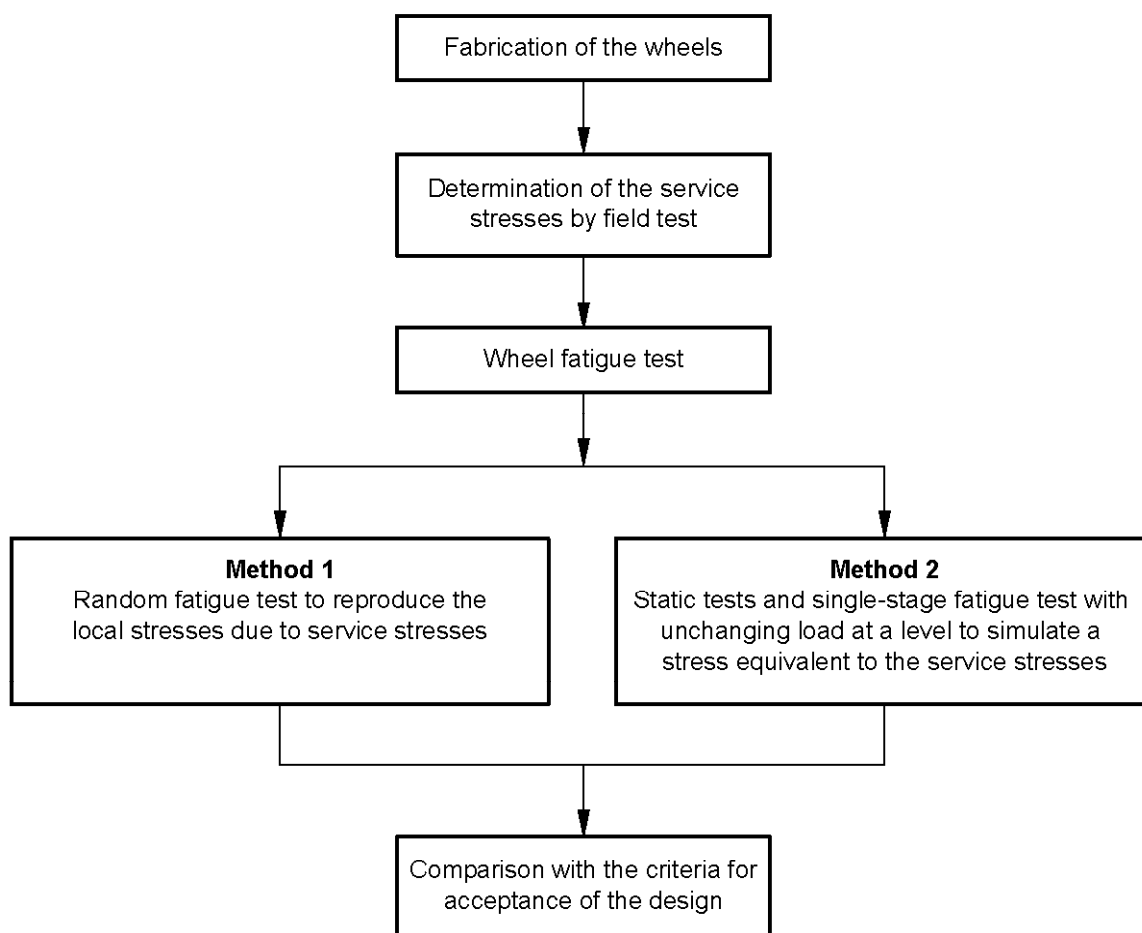 Fabrication of the wheels
Determination of the service
stresses by field test
Wheel fatigue test
Method 1
Random fatigue test to reproduce the
local stresses due to service stresses
Method 2
Static tests and single-stage fatigue test with
unchanging load at a level to simulate a
stress equivalent to the service stresses
Comparison with the criteria for
acceptance of the design